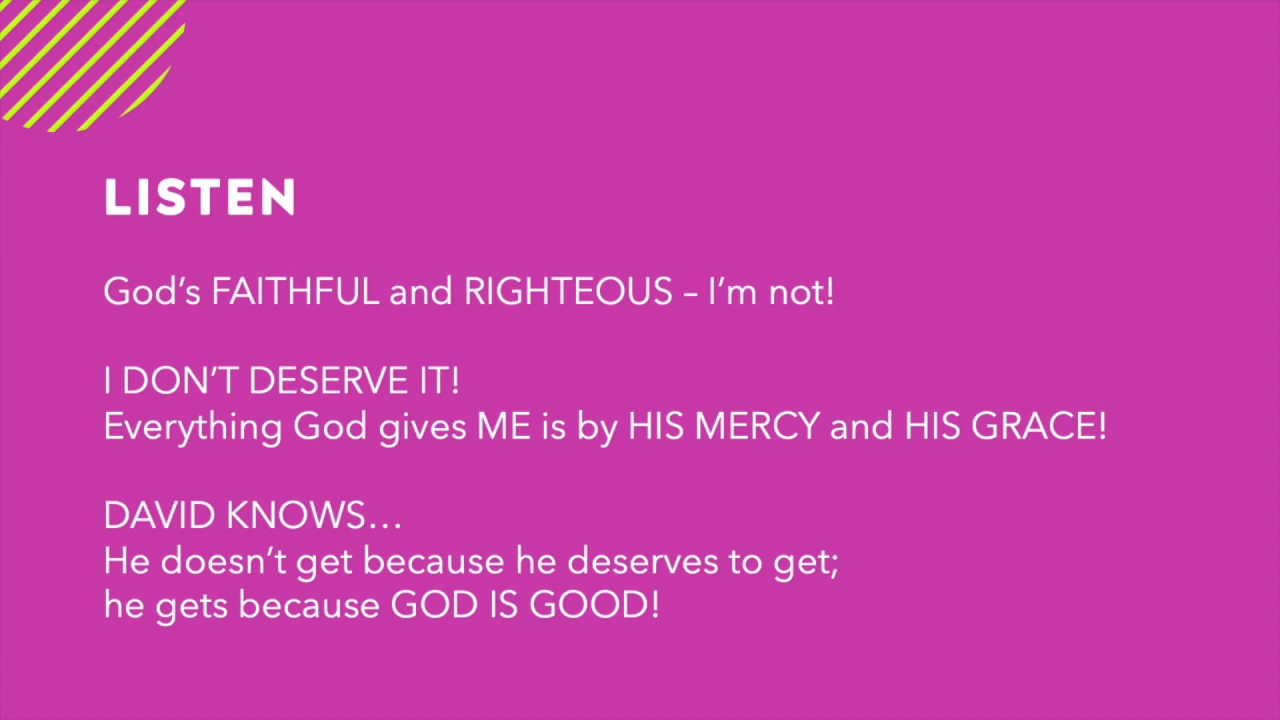 LISTEN
God’s FAITHFUL and RIGHTEOUS – I’m not!
I DON’T DESERVE IT!
Everything God gives ME is by HIS MERCY and HIS GRACE!
DAVID KNOWS…
He doesn’t get because he deserves to get;
he gets because GOD IS GOOD!